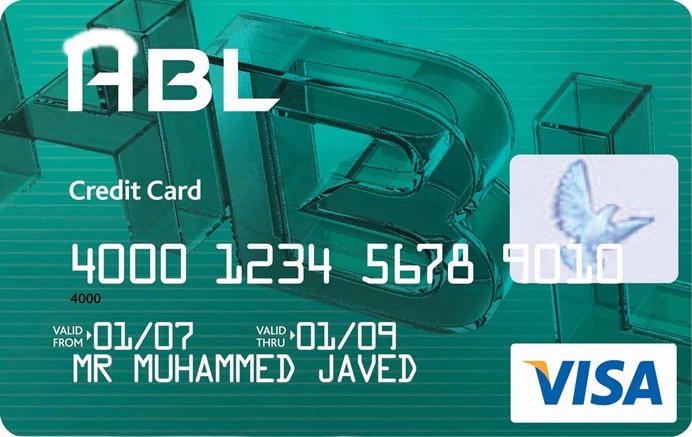 ABL
Credit Card
4000 1234 5678 9010
4000
VALID FROM 01/07 VALID THRU 01/09
MR MUHAMMED JAVED
VISA